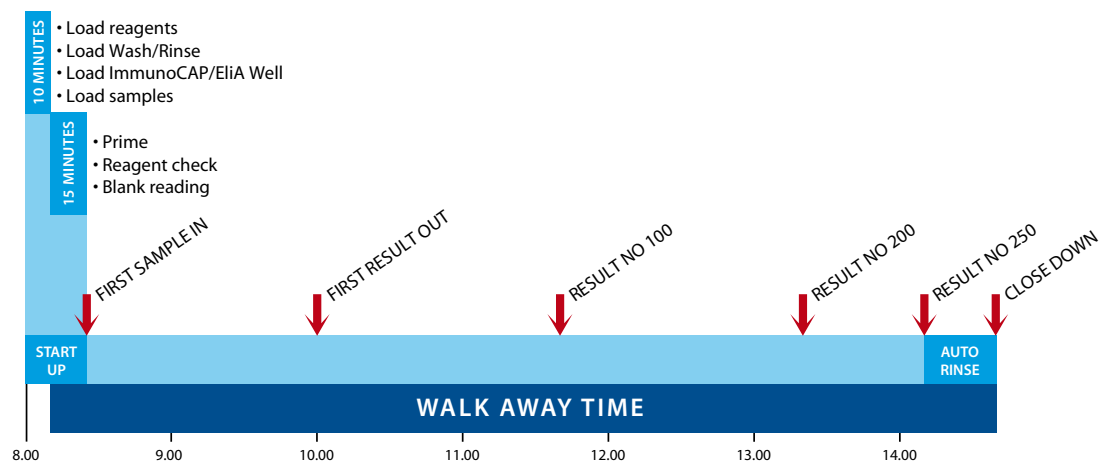 10 MINUTES
• Load reagents
• Load Wash/Rinse
• Load ImmunoCAP/EliA Well
• Load samples
15 MINUTES
• Prime
• Reagent check
• Blank reading
FIRST SAMPLE IN
FIRST RESULT OUT
RESULT NO 100
RESULT NO 200
RESULT NO 250
CLOSE DOWN
START
UP
AUTO
RINSE
WALK AWAY TIME
8.00 9.00 10.00 11.00 12.00 13.00 14.00